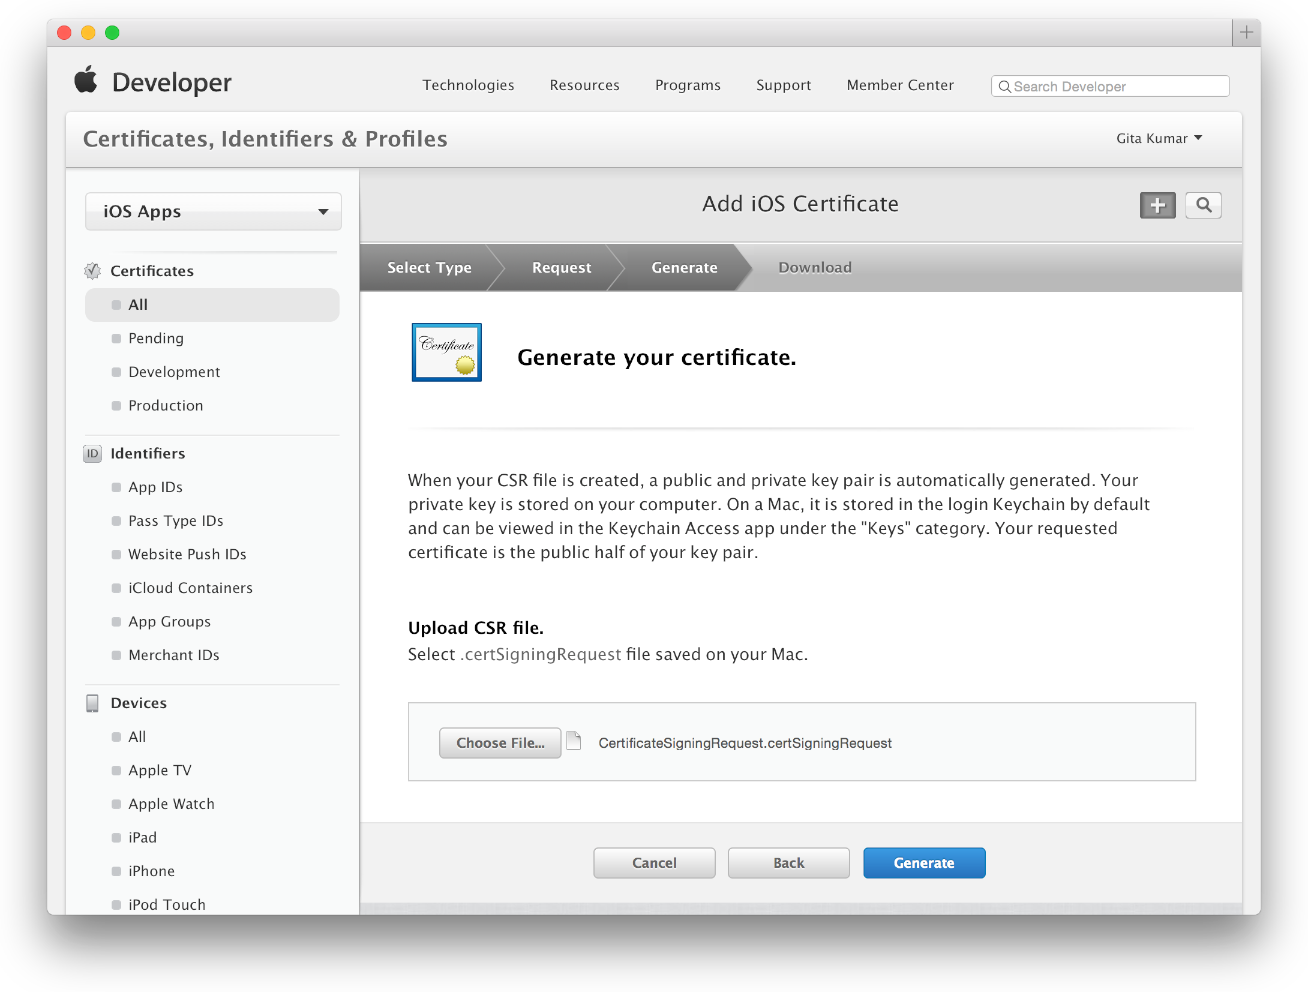 Developer
Technologies
Resources
Programs
Support
Member Center
Search Developer
Certificates, Identifiers & Profiles
Gita Kumar
iOS Apps
Certificates
All
Pending
Development
Production
ID
Identifiers
App IDs
Pass Type IDs
Website Push IDs
iCloud Containers
App Groups
Merchant IDs
Devices
All
Apple TV
Apple Watch
iPad
iPhone
iPod Touch
Add iOS Certificate
Select Type
Request
Generate
Download
Certificate
Generate your certificate.
When your CSR file is created, a public and private key pair is automatically generated. Your
private key is stored on your computer. On a Mac, it is stored in the login Keychain by default
and can be viewed in the Keychain Access app under the "Keys" category. Your requested
certificate is the public half of your key pair.
Upload CSR file.
Select .certSigningRequest file saved on your Mac.
Choose File...
CertificateSigningRequest.certSigningRequest
Cancel
Back
Generate